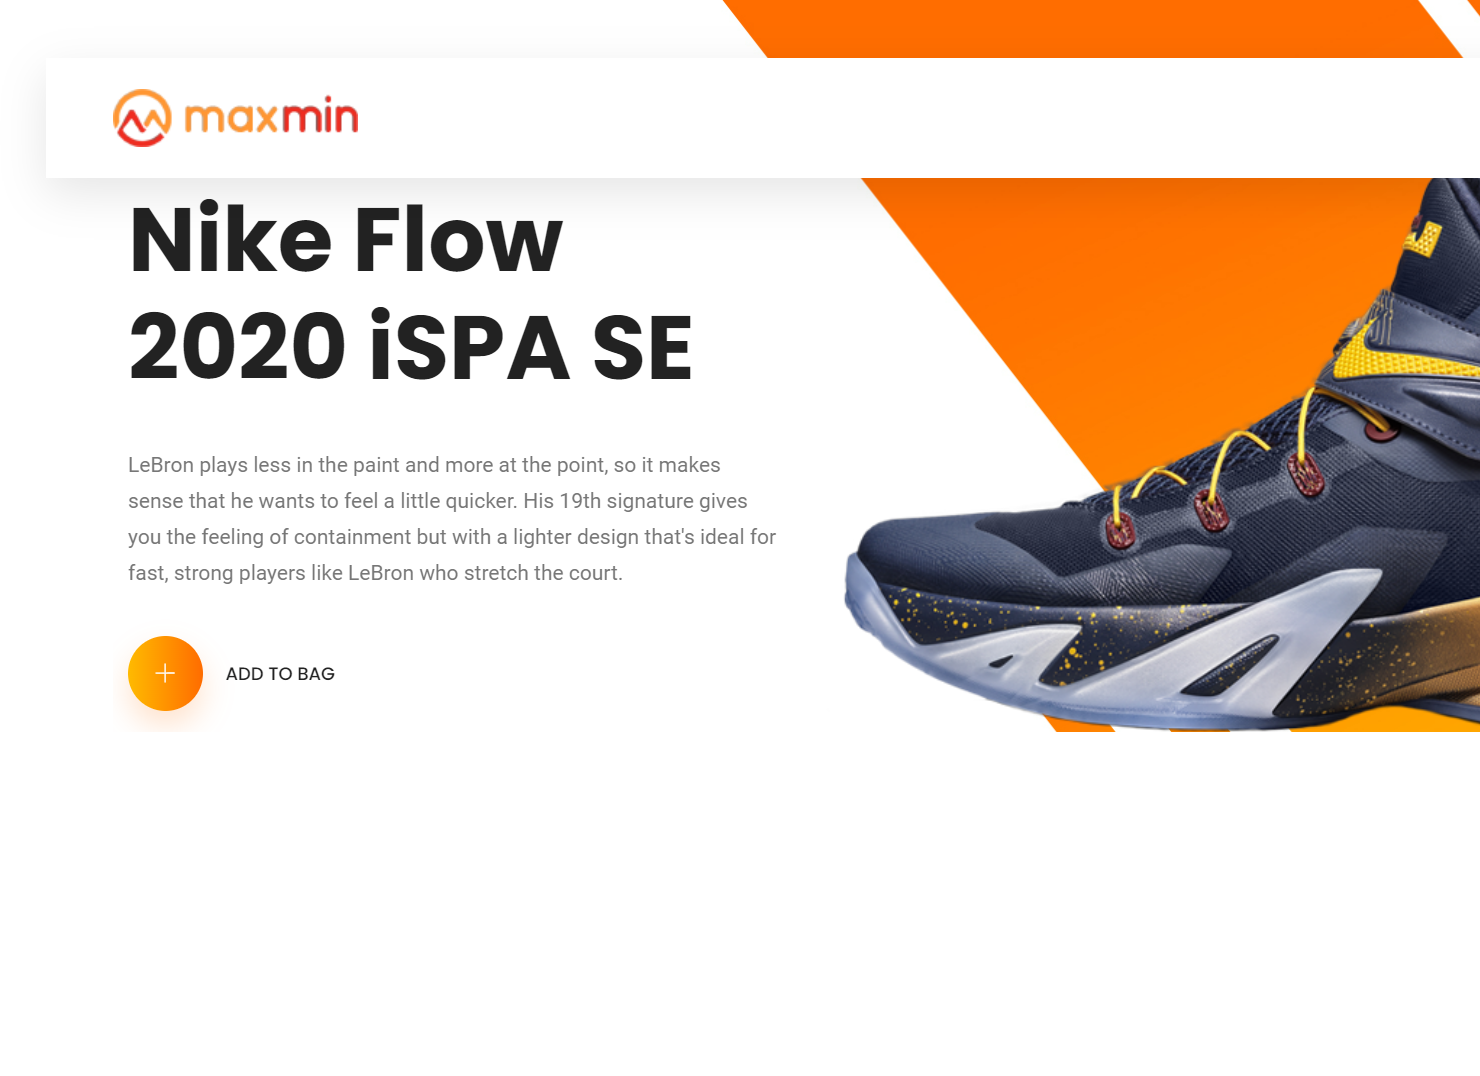 maxmin
Nike Flow
2020 iSPA SE
LeBron plays less in the paint and more at the point, so it makes
sense that he wants to feel a little quicker. His 19th signature gives
you the feeling of containment but with a lighter design that's ideal for
fast, strong players like LeBron who stretch the court.
ADD TO BAG